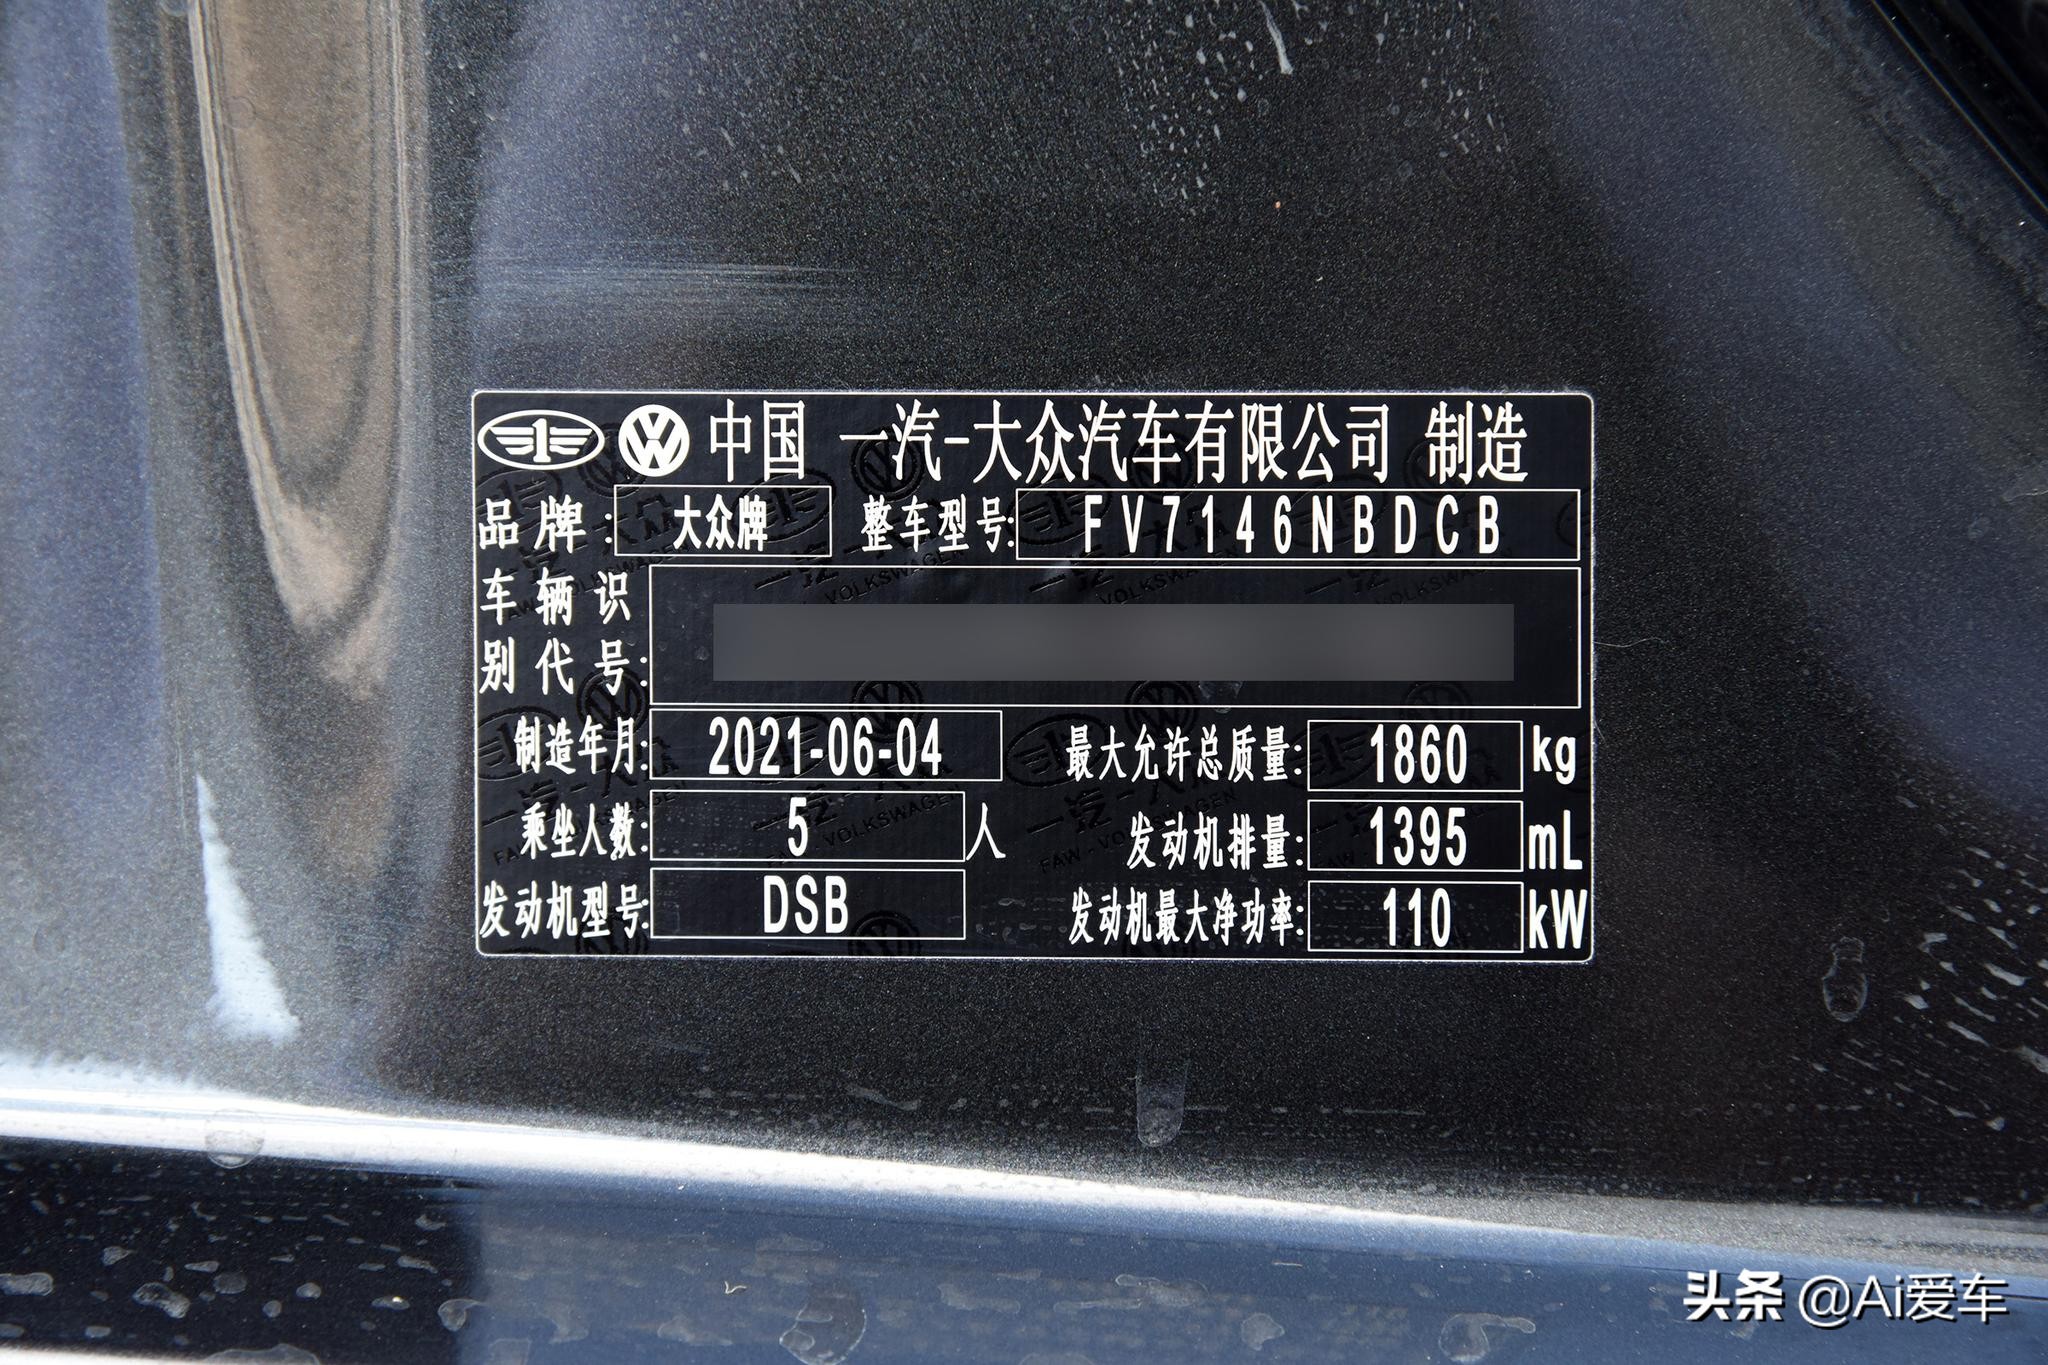 中国 一汽-大众汽车有限公司 制造
品牌: 大众牌 整车型号: FV7146NBDCB
车辆识
别代号:
制造年月: 2021-06-04 最大允许总质量: 1860 kg
乘坐人数: 5 人 发动机排量: 1395 mL
发动机型号: DSB 发动机最大净功率: 110 kW
头条 @Ai爱车